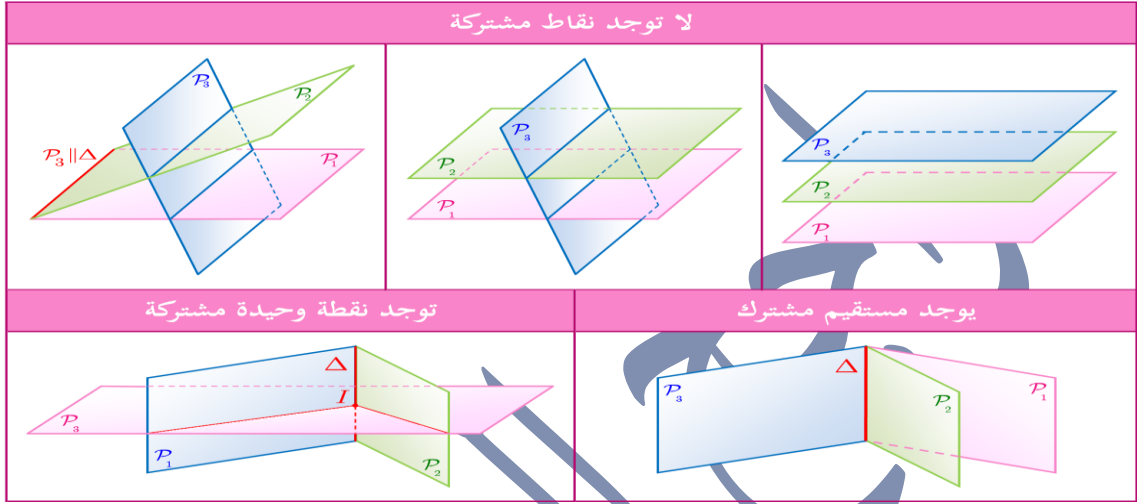 لا توجد نقاط مشتركة
P₃
P₂
P₃ ∥ Δ
P₁
P₃
P₂
P₁
P₃
P₂
P₁
يوجد مستقيم مشترك
توجد نقطة وحيدة مشتركة
Δ
P₃
P₂
P₁
Δ
I
P₃
P₁
P₂